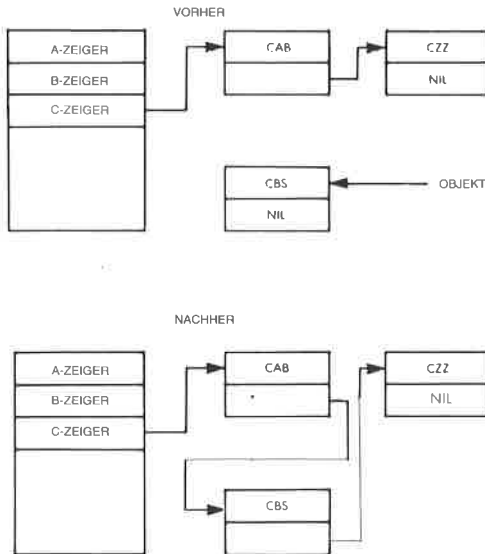 VORHER
A-ZEIGER
B-ZEIGER
C-ZEIGER
CAB
CZZ
NIL
CBS
NIL
OBJEKT
NACHHER
A-ZEIGER
B-ZEIGER
C-ZEIGER
CAB
CZZ
NIL
CBS